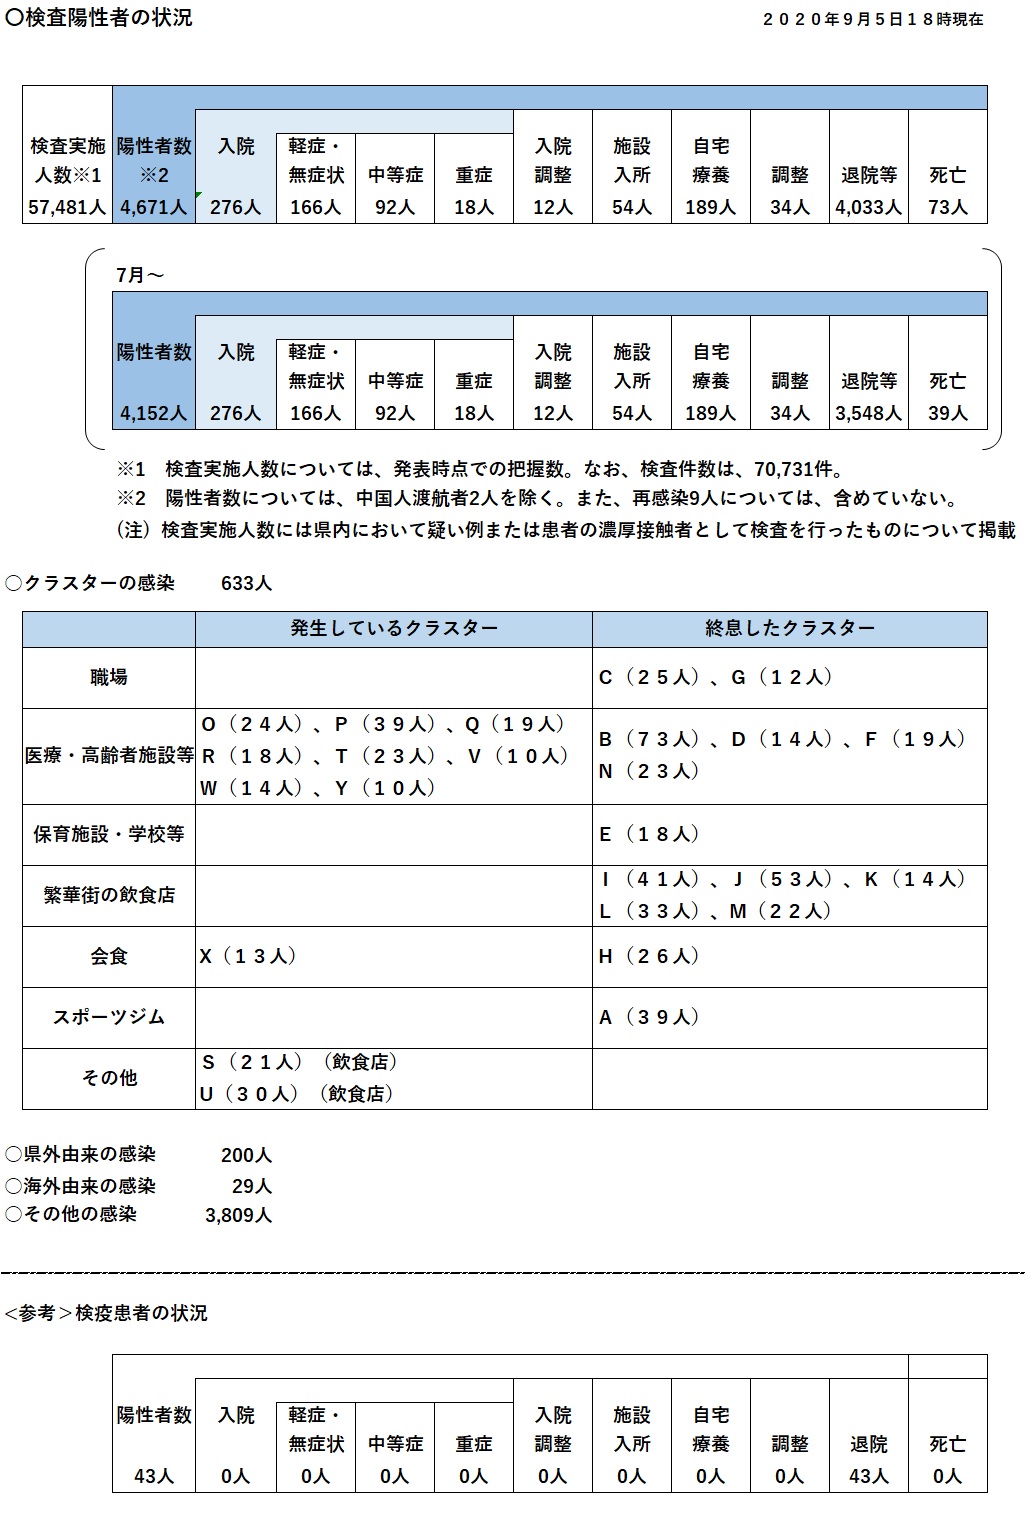 〇検査陽性者の状況
２０２０年９月５日１８時現在
検査実施人数※1 陽性者数※2 入院 軽症・無症状 中等症 重症 入院調整 施設入所 自宅療養 調整 退院等 死亡
57,481人 4,671人 276人 166人 92人 18人 12人 54人 189人 34人 4,033人 73人
7月～
陽性者数 入院 軽症・無症状 中等症 重症 入院調整 施設入所 自宅療養 調整 退院等 死亡
4,152人 276人 166人 92人 18人 12人 54人 189人 34人 3,548人 39人
※1　検査実施人数については、発表時点での把握数。なお、検査件数は、70,731件。
※2　陽性者数については、中国人渡航者2人を除く。また、再感染9人については、含めていない。
（注）検査実施人数には県内において疑い例または患者の濃厚接触者として検査を行ったものについて掲載
○クラスターの感染 633人
発生しているクラスター 終息したクラスター
職場 Ｃ（２５人）、Ｇ（１２人）
医療・高齢者施設等
Ｏ（２４人）、Ｐ（３９人）、Ｑ（１９人）
Ｒ（１８人）、Ｔ（２３人）、Ｖ（１０人）
Ｗ（１４人）、Ｙ（１０人）
Ｂ（７３人）、Ｄ（１４人）、Ｆ（１９人）
Ｎ（２３人）
保育施設・学校等 Ｅ（１８人）
繁華街の飲食店
Ｉ（４１人）、Ｊ（５３人）、Ｋ（１４人）
Ｌ（３３人）、Ｍ（２２人）
会食 Ｘ（１３人） Ｈ（２６人）
スポーツジム Ａ（３９人）
その他
Ｓ（２１人）（飲食店）
Ｕ（３０人）（飲食店）
○県外由来の感染 200人
○海外由来の感染 29人
○その他の感染 3,809人
<参考＞検疫患者の状況
陽性者数 入院 軽症・無症状 中等症 重症 入院調整 施設入所 自宅療養 調整 退院 死亡
43人 0人 0人 0人 0人 0人 0人 0人 0人 43人 0人